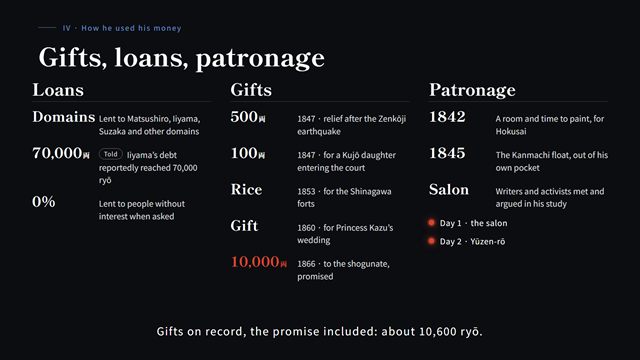 IV · How he used his money
Gifts, loans, patronage
Loans
Domains Lent to Matsushiro, Iiyama,
Suzaka and other domains
70,000両 Told Iiyama's debt
reportedly reached 70,000
ryō
0% Lent to people without
interest when asked
Gifts
500両 1847 · relief after the Zenkōji
earthquake
100両 1847 · for a Kujō daughter
entering the court
Rice 1853 · for the Shinagawa
forts
Gift 1860 · for Princess Kazu's
wedding
10,000両 1866 · to the shogunate,
promised
Patronage
1842 A room and time to paint, for
Hokusai
1845 The Kanmachi float, out of his
own pocket
Salon Writers and activists met and
argued in his study
Day 1 · the salon
Day 2 · Yūzen-rō
Gifts on record, the promise included: about 10,600 ryō.